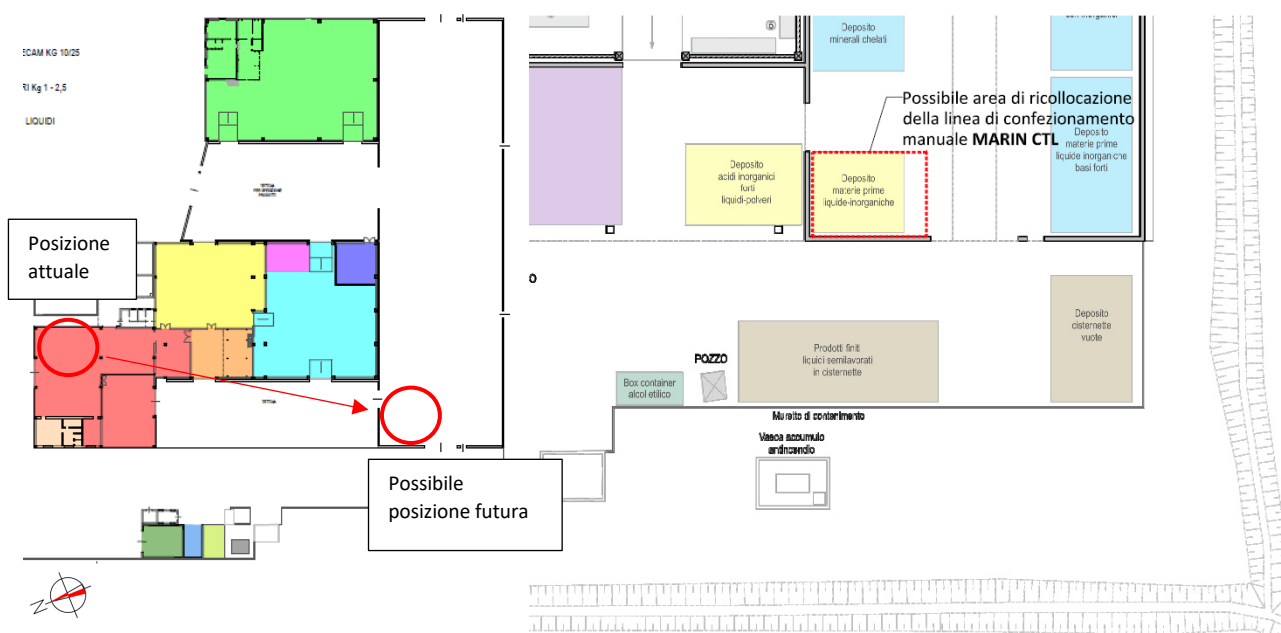 ECAM KG 10/25
RI Kg 1 - 2,5
LIQUIDI
TETTOIA
Posizione
attuale
TETTOIA
Possibile
posizione futura
N
Deposito
minerali chelati
Possibile area di ricollocazione
della linea di confezionamento
manuale MARIN CTL
Deposito
materie prime
liquide inorganiche
basi forti
Deposito
acidi inorganici
forti
liquidi-polveri
Deposito
materie prime
liquide-inorganiche
O
Deposito
cisternette
vuote
Prodotti finiti
liquici semilavorati
in cisternette
POZZO
Box container
alcol etilico
Muretto di contenimento
Vasca accumulo
antincendio